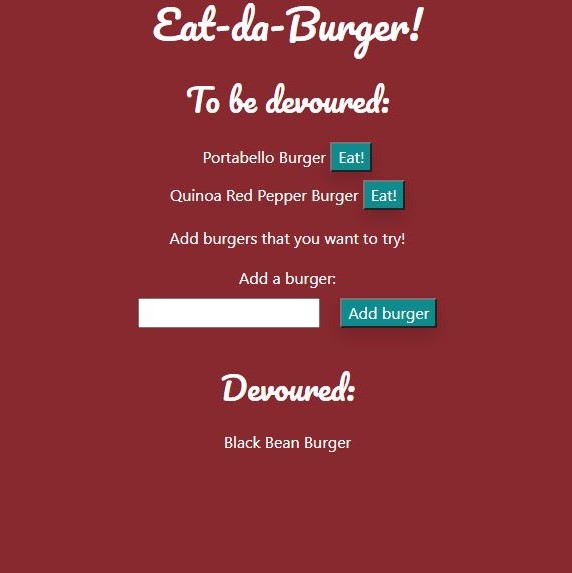 Eat-da-Burger!
To be devoured:
Portabello Burger Eat!
Quinoa Red Pepper Burger Eat!
Add burgers that you want to try!
Add a burger:
Add burger
Devoured:
Black Bean Burger